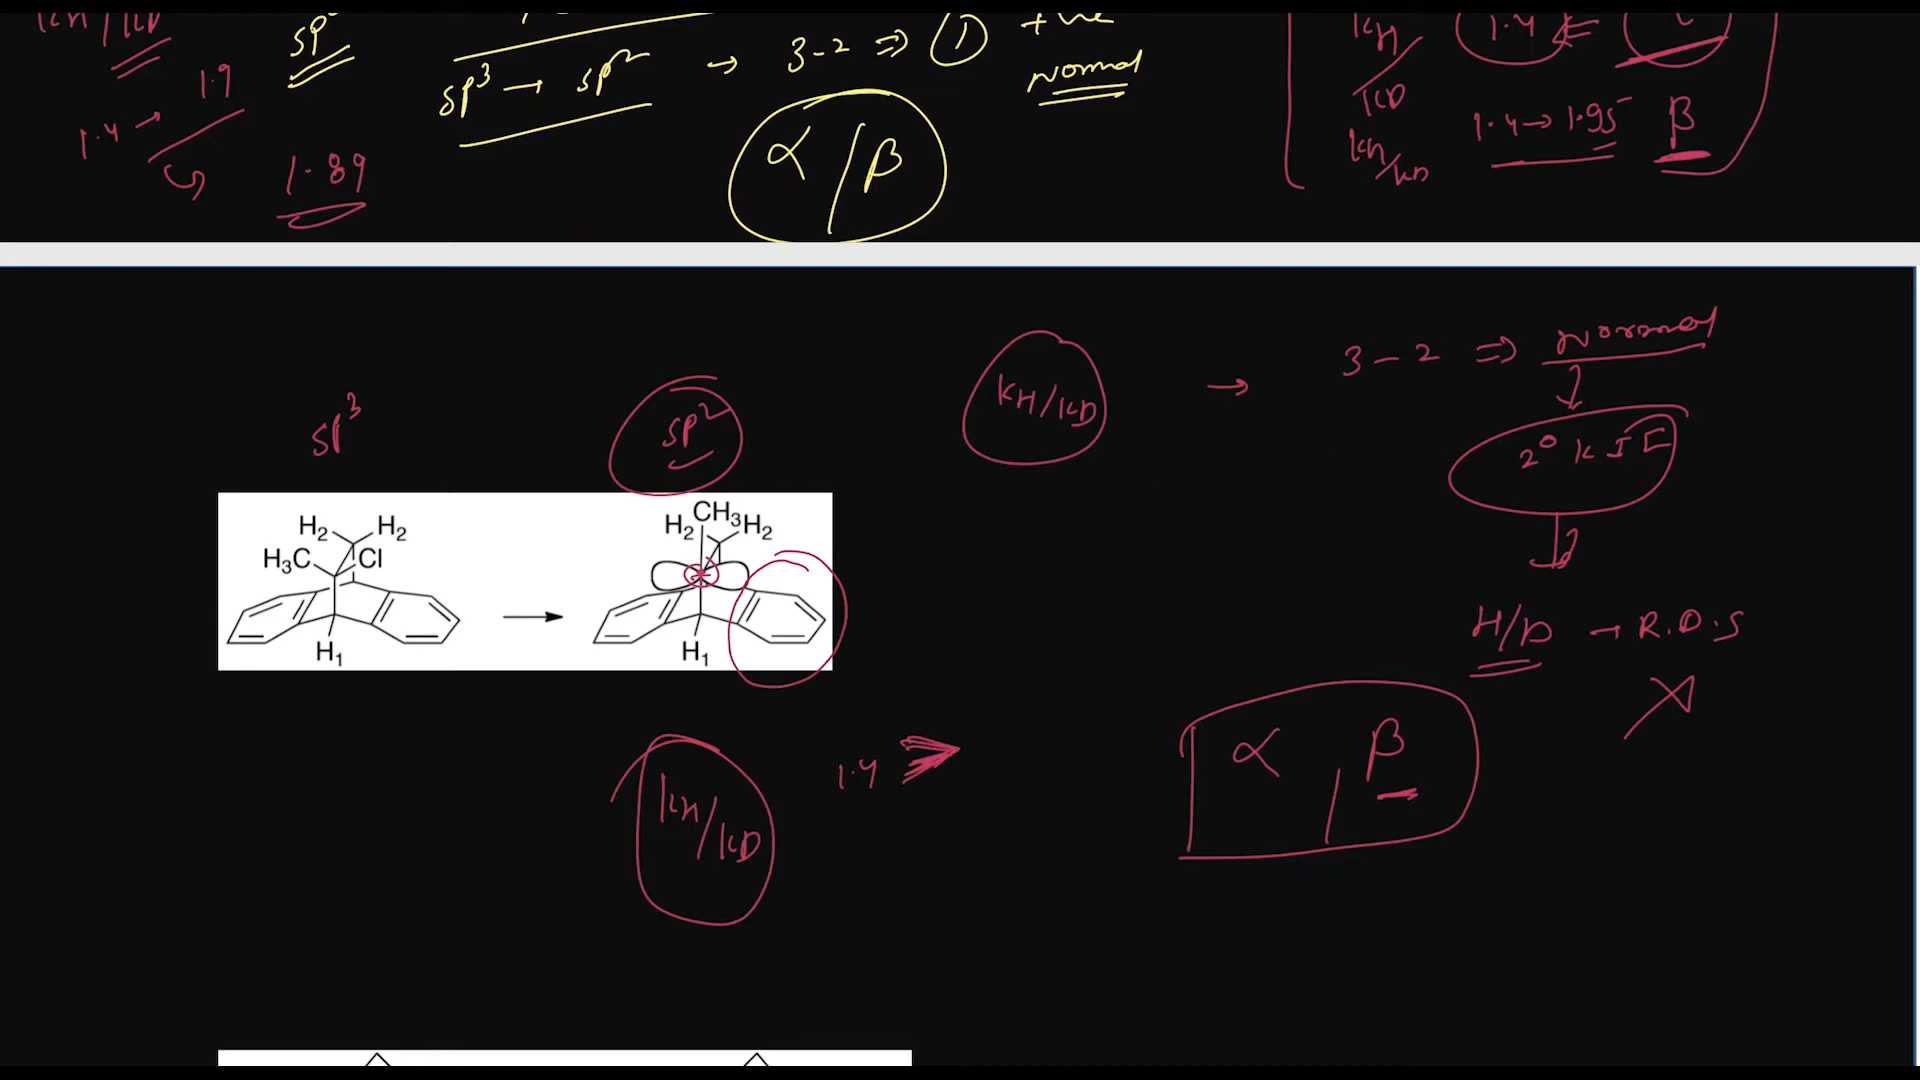 KH/KD
SP²
SP³ → SP² → 3-2 ⇒ ① +ve
Normal
1.4 → 1.9
1.89
α/β
KH/KD 1.4 ⇐
KH/KD 1.4→1.95 β
3-2 ⇒ Normal
KH/KD →
SP³
SP²
2° KIE
H₂ H₂
H₃C Cl
H₁
→
CH₃
H₂ H₂
H₁
H/D → R.D.S
KH/KD
1.4
α / β